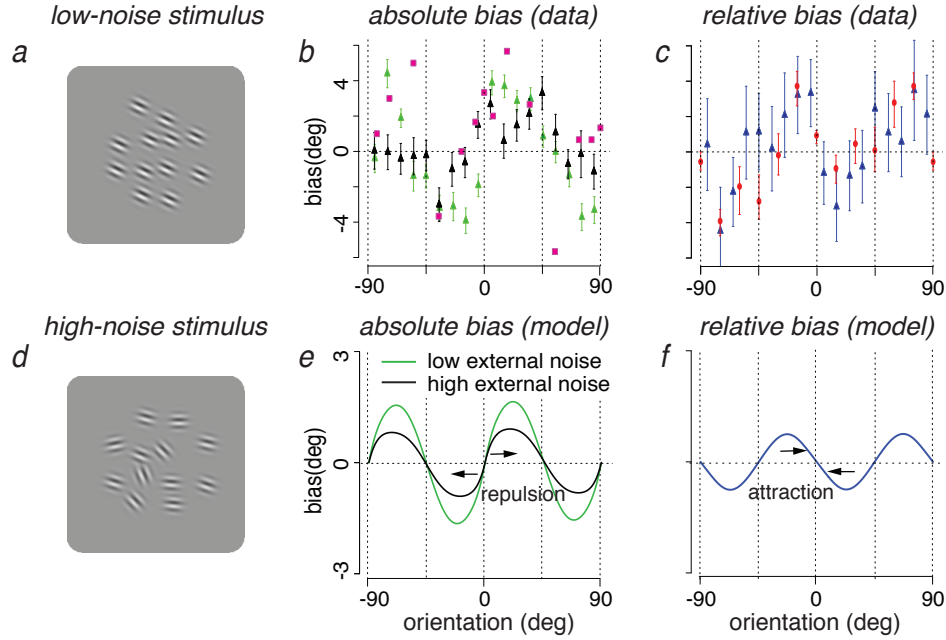 low-noise stimulus
absolute bias (data)
relative bias (data)
a
b
c
bias(deg)
4
0
-4
-90
0
90
-90
0
90
high-noise stimulus
absolute bias (model)
relative bias (model)
d
e
f
bias(deg)
3
0
-3
low external noise
high external noise
repulsion
attraction
-90
0
90
-90
0
90
orientation (deg)
orientation (deg)